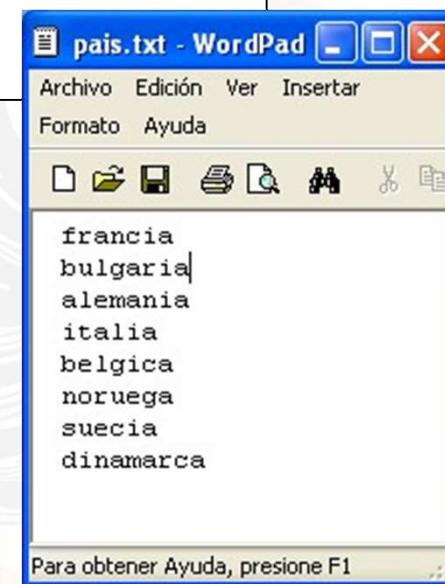 pais.txt - WordPad
Archivo Edición Ver Insertar
Formato Ayuda
francia
bulgaria
alemania
italia
belgica
noruega
suecia
dinamarca
Para obtener Ayuda, presione F1